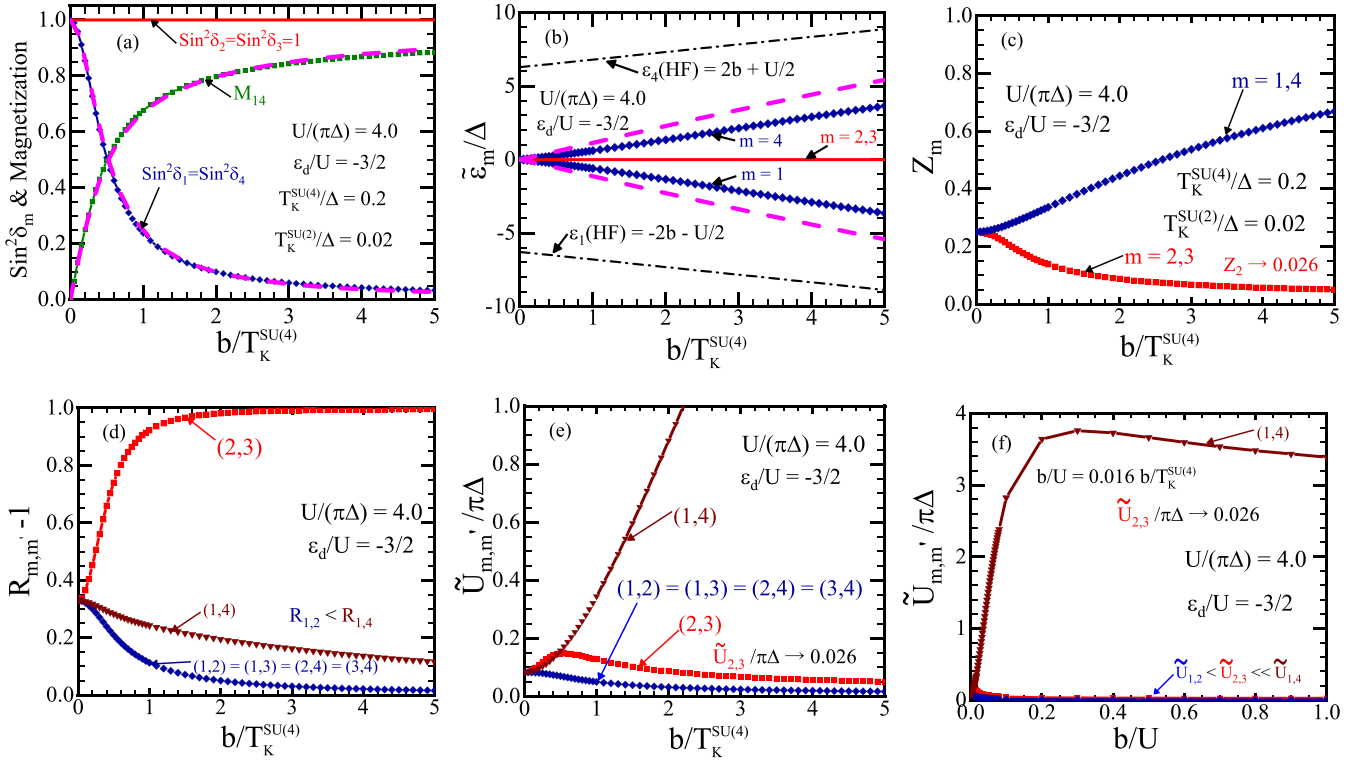 (a)
Sin²δ₂=Sin²δ₃=1
M₁₄
U/(πΔ) = 4.0
ε_d/U = -3/2
T_K^SU(4)/Δ = 0.2
T_K^SU(2)/Δ = 0.02
Sin²δ₁=Sin²δ₄
Sin²δ_m & Magnetization
1.0
0.8
0.6
0.4
0.2
0.0
0 1 2 3 4 5
b/T_K^SU(4)
(b)
ε₄(HF) = 2b + U/2
U/(πΔ) = 4.0
ε_d/U = -3/2
m = 4
m = 2,3
m = 1
ε₁(HF) = -2b - U/2
ε̃_m/Δ
10
5
0
-5
-10
0 1 2 3 4 5
b/T_K^SU(4)
(c)
U/(πΔ) = 4.0
ε_d/U = -3/2
m = 1,4
T_K^SU(4)/Δ = 0.2
T_K^SU(2)/Δ = 0.02
m = 2,3
Z₂ → 0.026
Z_m
1.0
0.8
0.6
0.4
0.2
0.0
0 1 2 3 4 5
b/T_K^SU(4)
(d)
(2,3)
U/(πΔ) = 4.0
ε_d/U = -3/2
(1,4)
R₁,₂ < R₁,₄
(1,2) = (1,3) = (2,4) = (3,4)
R_m,m' -1
1.0
0.8
0.6
0.4
0.2
0.0
0 1 2 3 4 5
b/T_K^SU(4)
(e)
U/(πΔ) = 4.0
ε_d/U = -3/2
(1,4)
(1,2) = (1,3) = (2,4) = (3,4)
(2,3)
Ũ₂,₃ /πΔ → 0.026
Ũ_m,m'/πΔ
1.0
0.8
0.6
0.4
0.2
0.0
0 1 2 3 4 5
b/T_K^SU(4)
(f)
(1,4)
b/U = 0.016 b/T_K^SU(4)
Ũ₂,₃ /πΔ → 0.026
U/(πΔ) = 4.0
ε_d/U = -3/2
Ũ₁,₂ < Ũ₂,₃ << Ũ₁,₄
Ũ_m,m'/πΔ
4
3
2
1
0
0.0 0.2 0.4 0.6 0.8 1.0
b/U